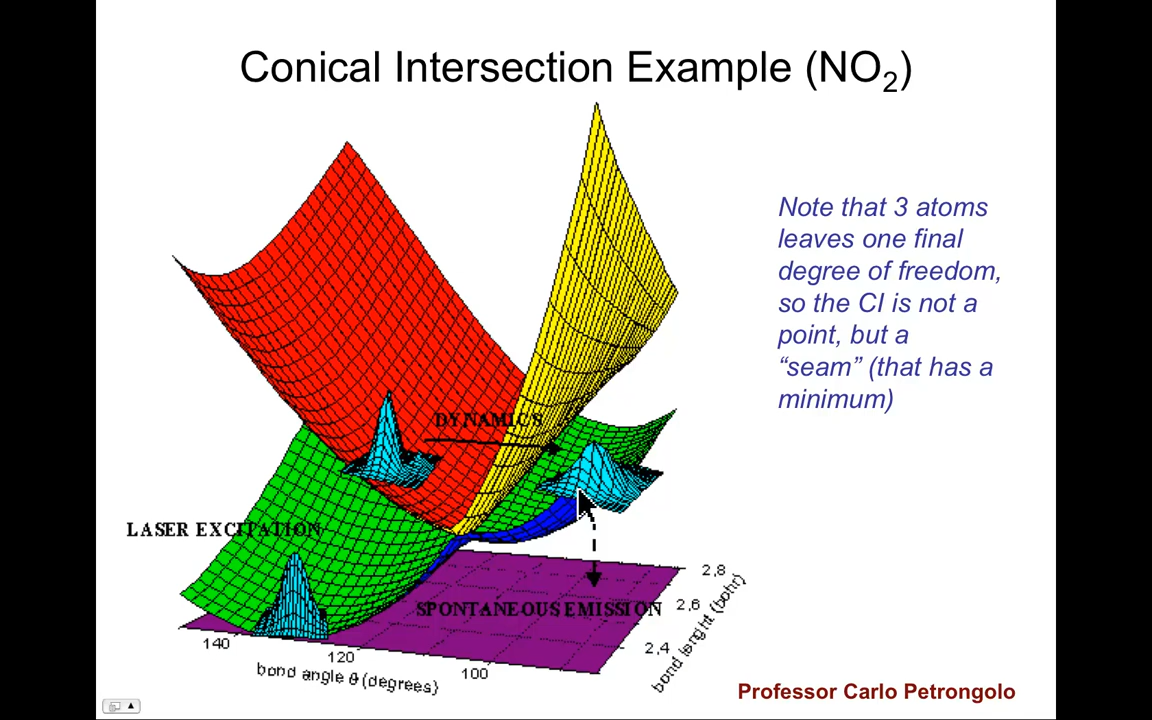 Conical Intersection Example (NO₂)
Note that 3 atoms
leaves one final
degree of freedom,
so the CI is not a
point, but a
“seam” (that has a
minimum)
DYNAMICS
LASER EXCITATION
SPONTANEOUS EMISSION
2,8
2,6
2,4
bond lenght (bohr)
140
120
100
bond angle θ (degrees)
Professor Carlo Petrongolo